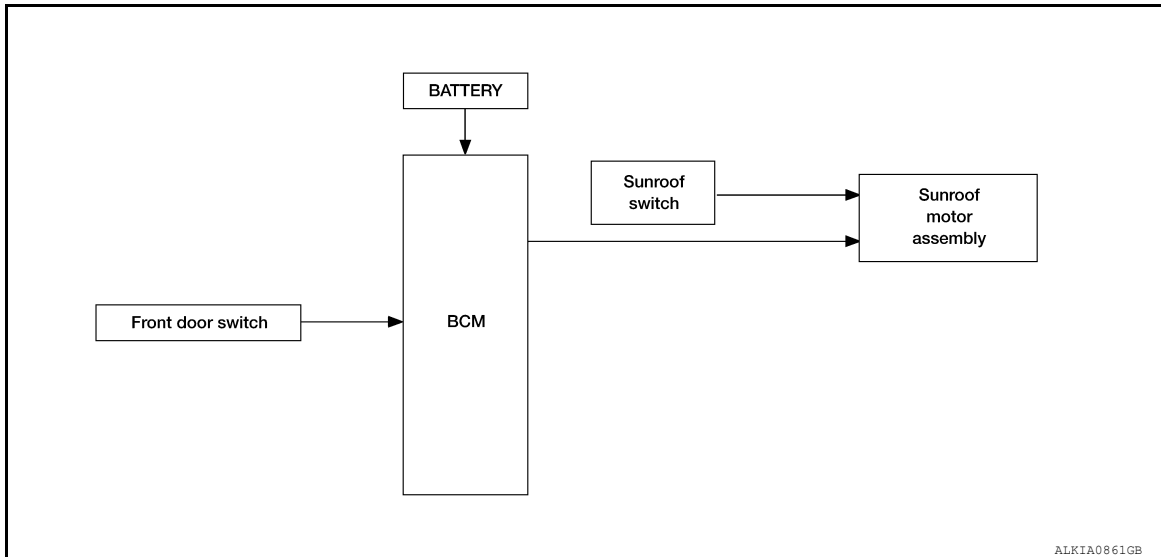 BATTERY
Sunroof
switch
Sunroof
motor
assembly
Front door switch
BCM
ALKIA0861GB